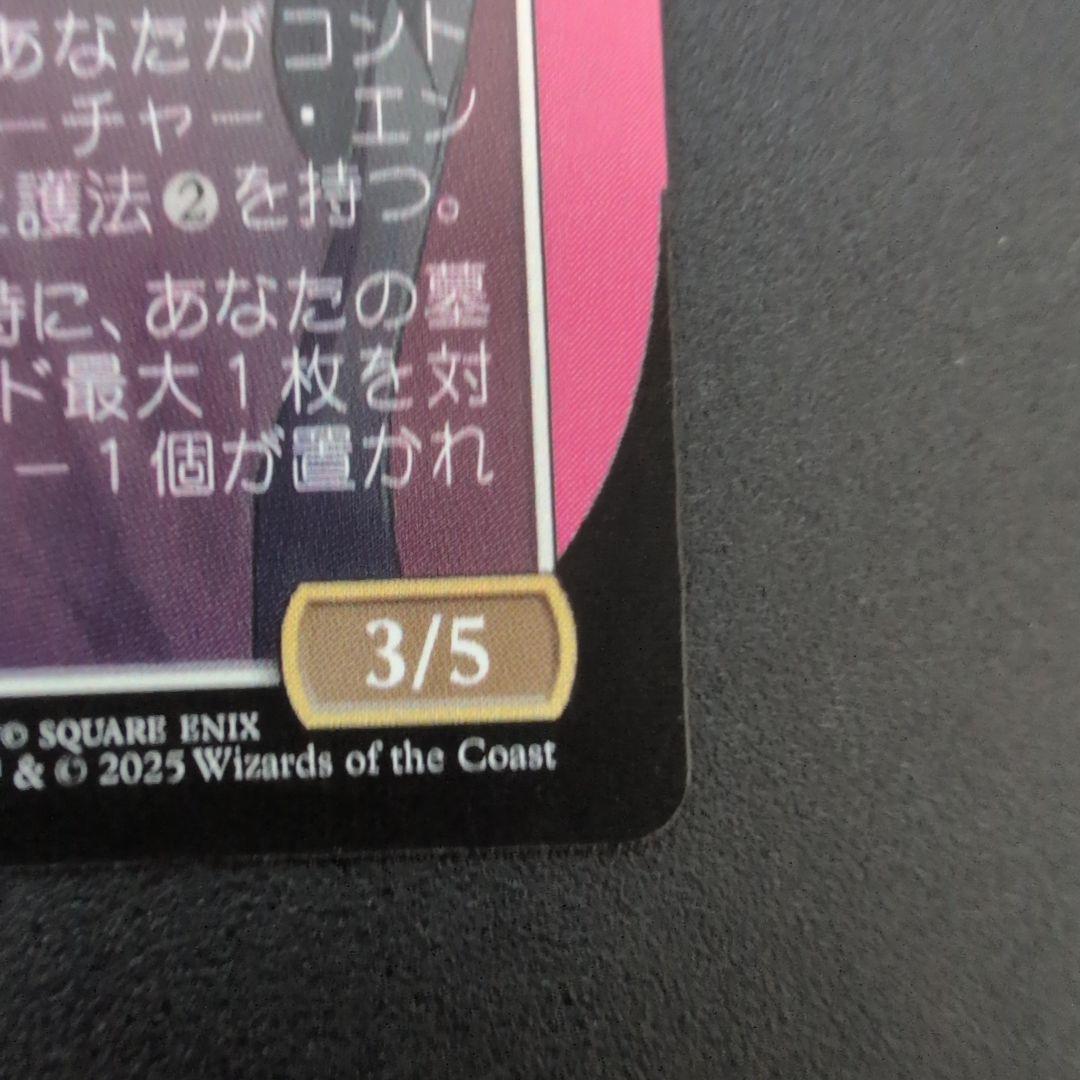 あなたがコント
ーチャー・エン
と護法❷を持つ。
時に、あなたの墓
ド最大1枚を対
ー1個が置かれ
3/5
© SQUARE ENIX
& © 2025 Wizards of the Coast